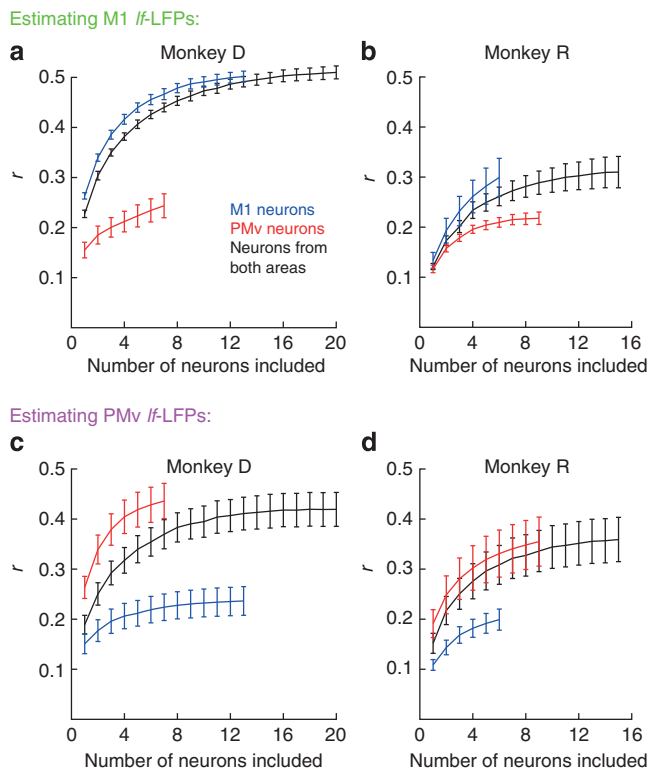 Estimating M1 lf-LFPs:
a
Monkey D
0.5
0.4
0.3
0.2
0.1
r
M1 neurons
PMv neurons
Neurons from
both areas
0 4 8 12 16 20
Number of neurons included
b
Monkey R
0.5
0.4
0.3
0.2
0.1
r
0 4 8 12 16
Number of neurons included
Estimating PMv lf-LFPs:
c
Monkey D
0.5
0.4
0.3
0.2
0.1
r
0 4 8 12 16 20
Number of neurons included
d
Monkey R
0.5
0.4
0.3
0.2
0.1
r
0 4 8 12 16
Number of neurons included